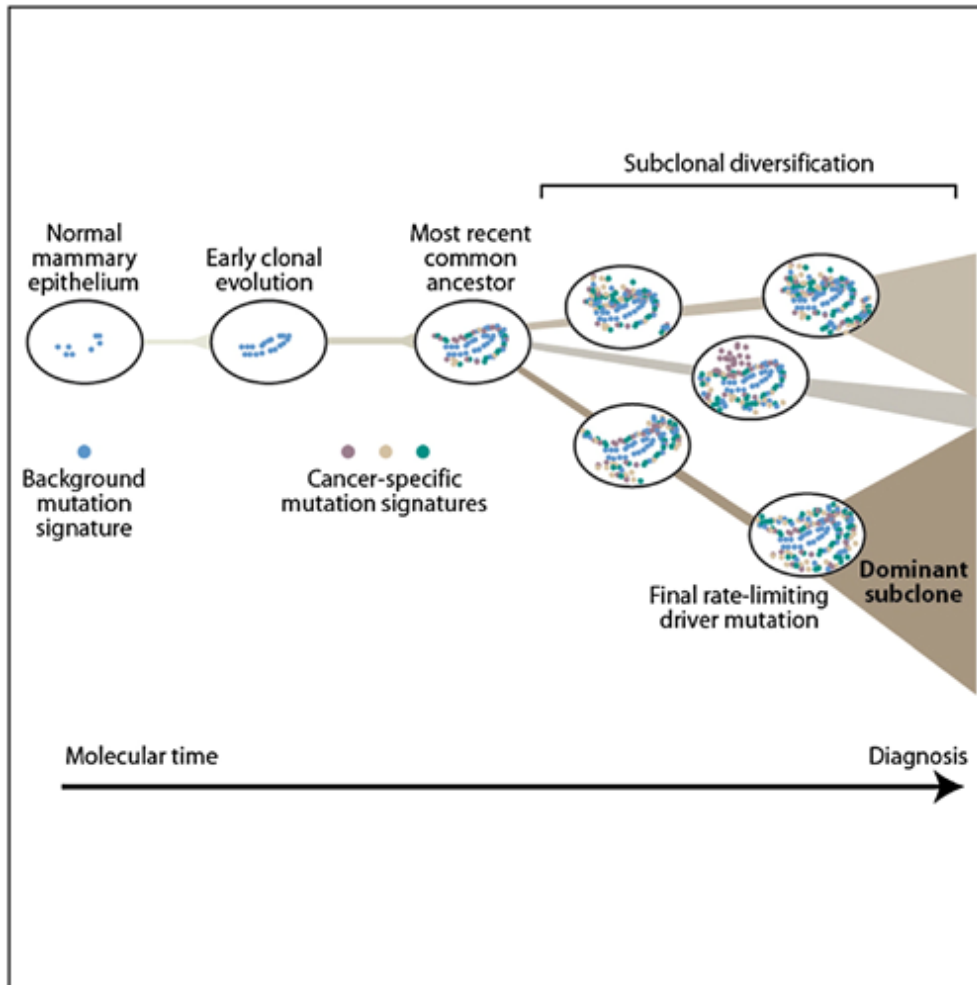 Subclonal diversification
Normal
mammary
epithelium
Early clonal
evolution
Most recent
common
ancestor
Background
mutation
signature
Cancer-specific
mutation signatures
Final rate-limiting
driver mutation
Dominant
subclone
Molecular time
Diagnosis